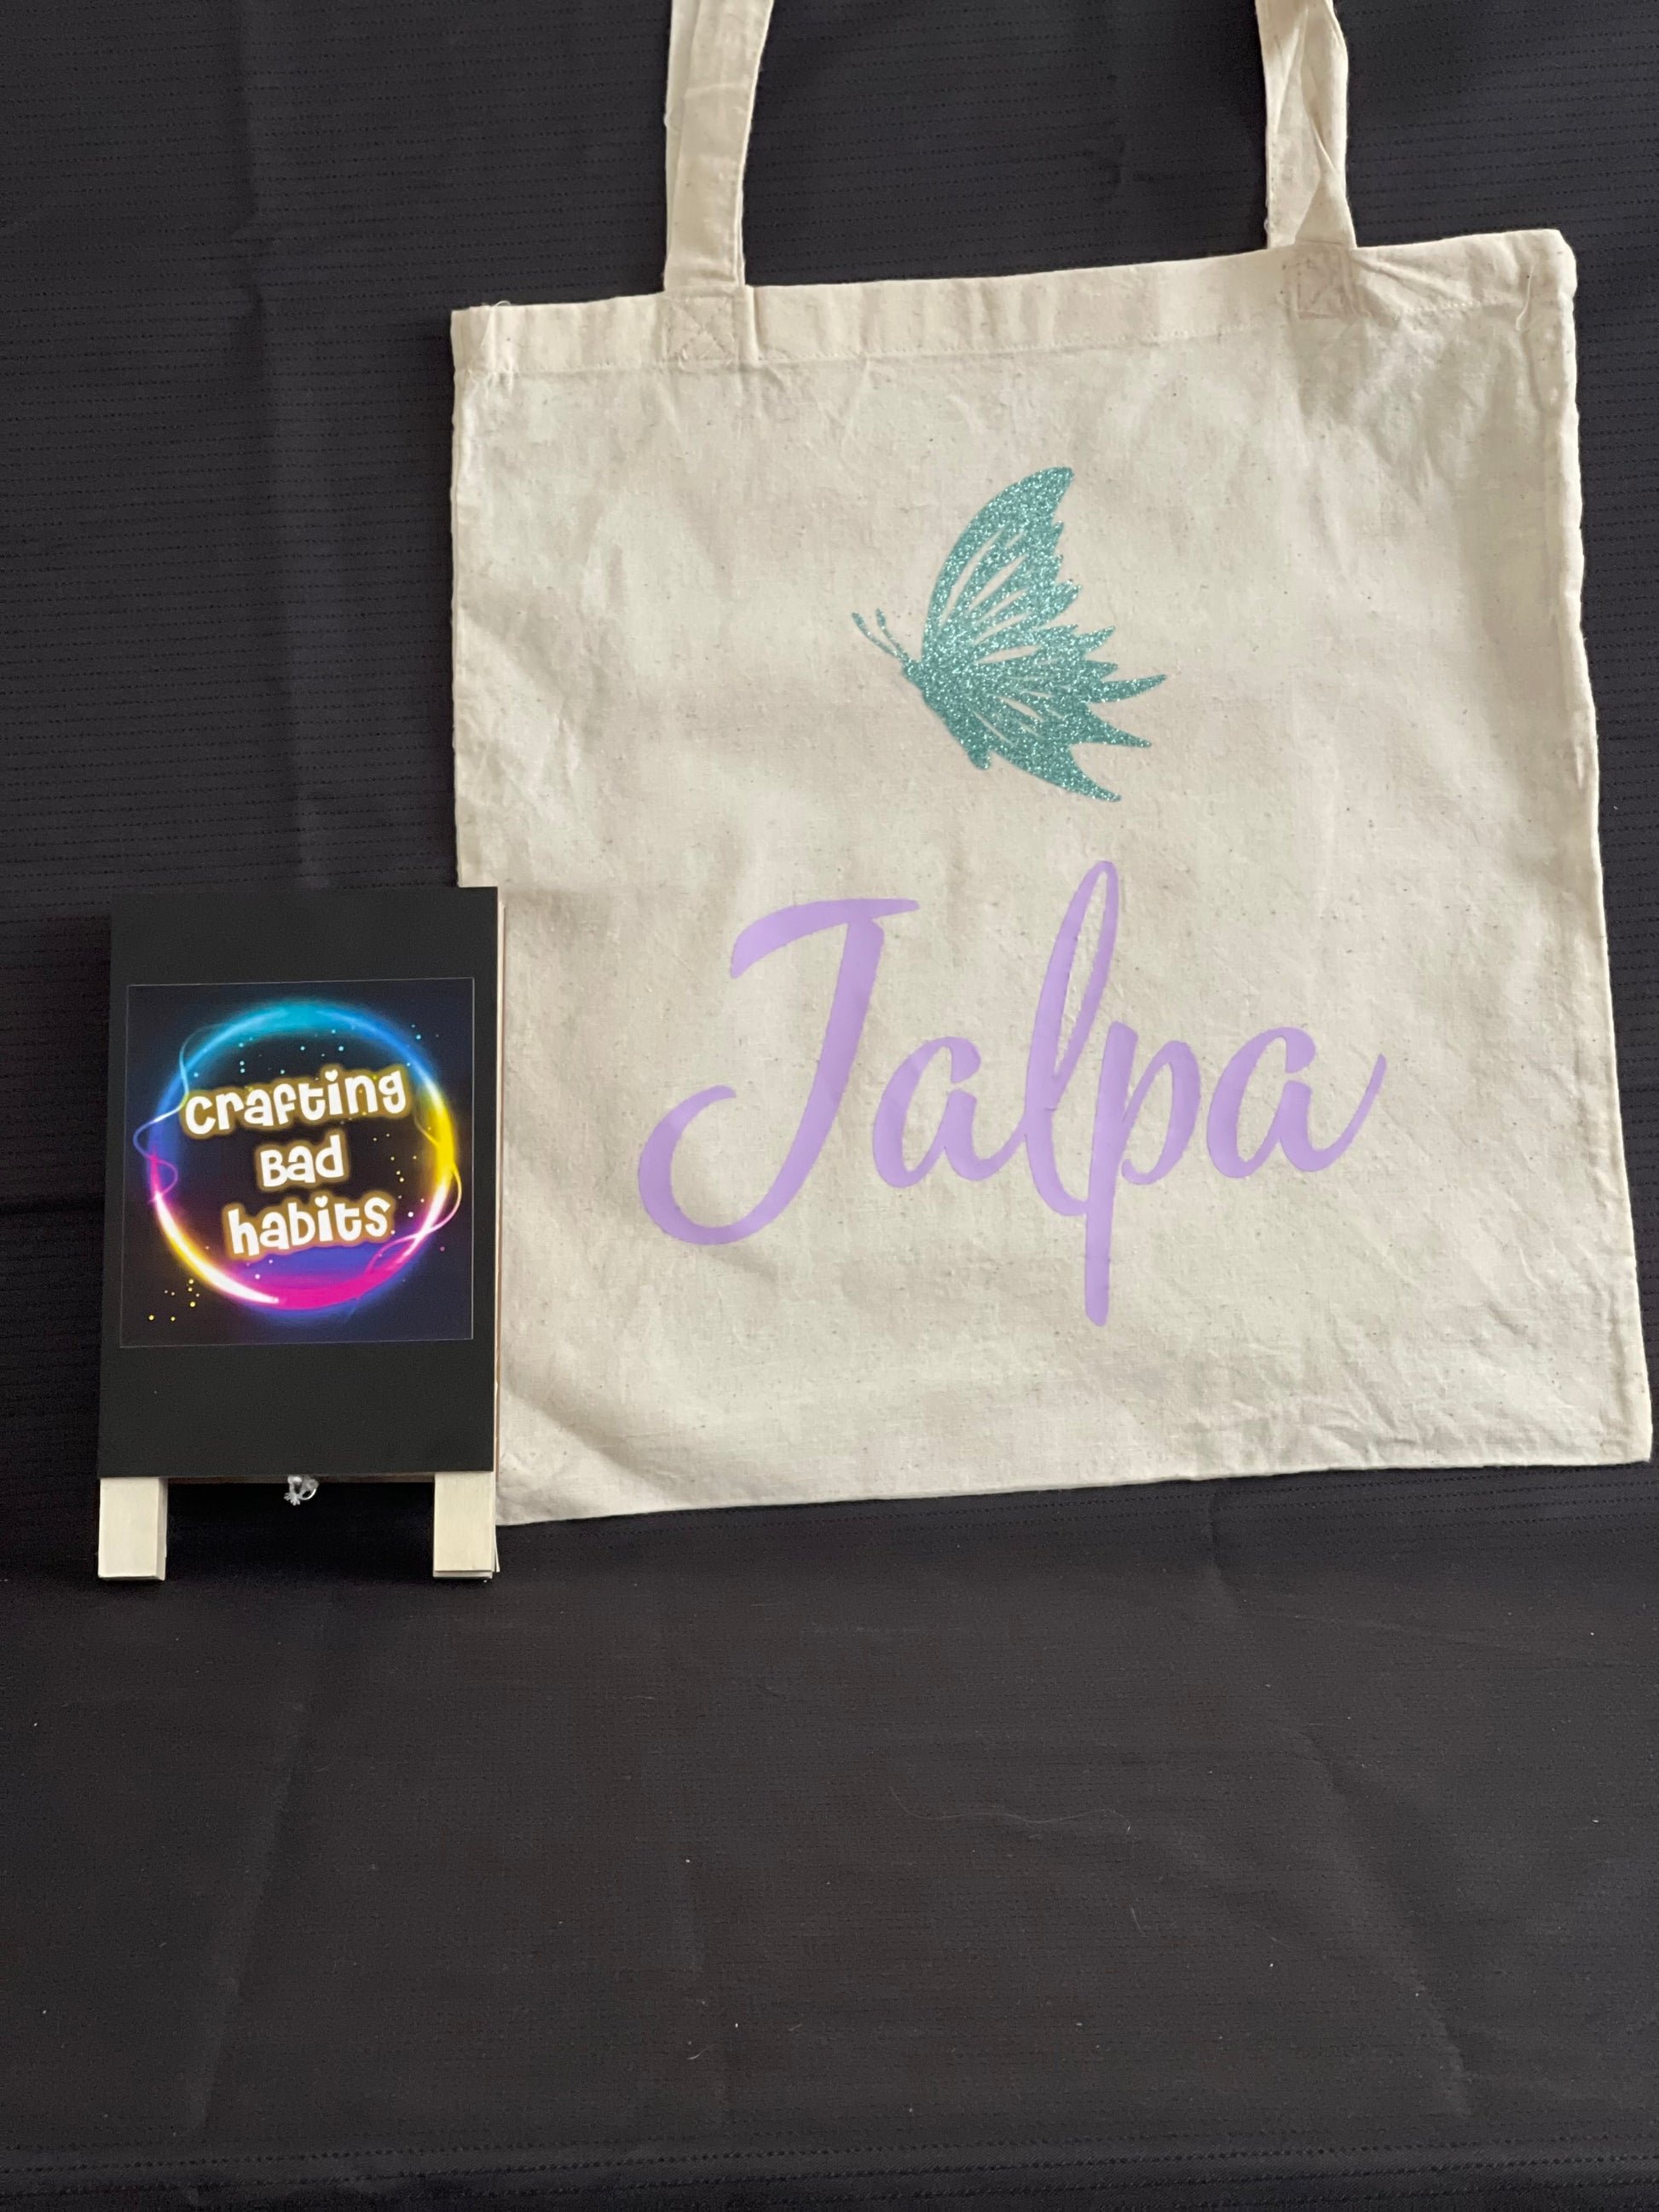 Jalpa
Crafting
Bad
habits